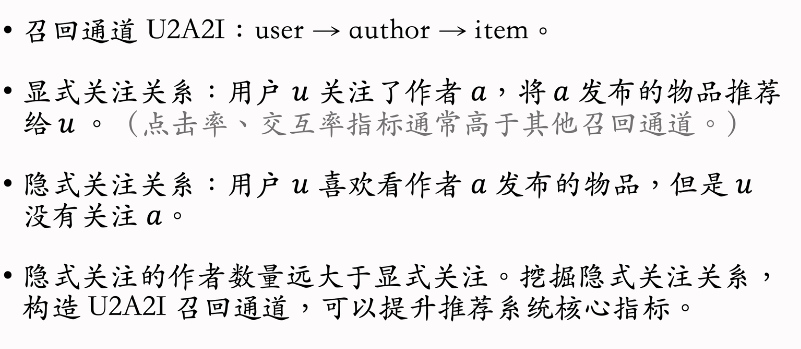 • 召回通道 U2A2I：user → author → item。
• 显式关注关系：用户 u 关注了作者 a，将 a 发布的物品推荐
给 u 。（点击率、交互率指标通常高于其他召回通道。）
• 隐式关注关系：用户 u 喜欢看作者 a 发布的物品，但是 u
没有关注 a。
• 隐式关注的作者数量远大于显式关注。挖掘隐式关注关系，
构造 U2A2I 召回通道，可以提升推荐系统核心指标。